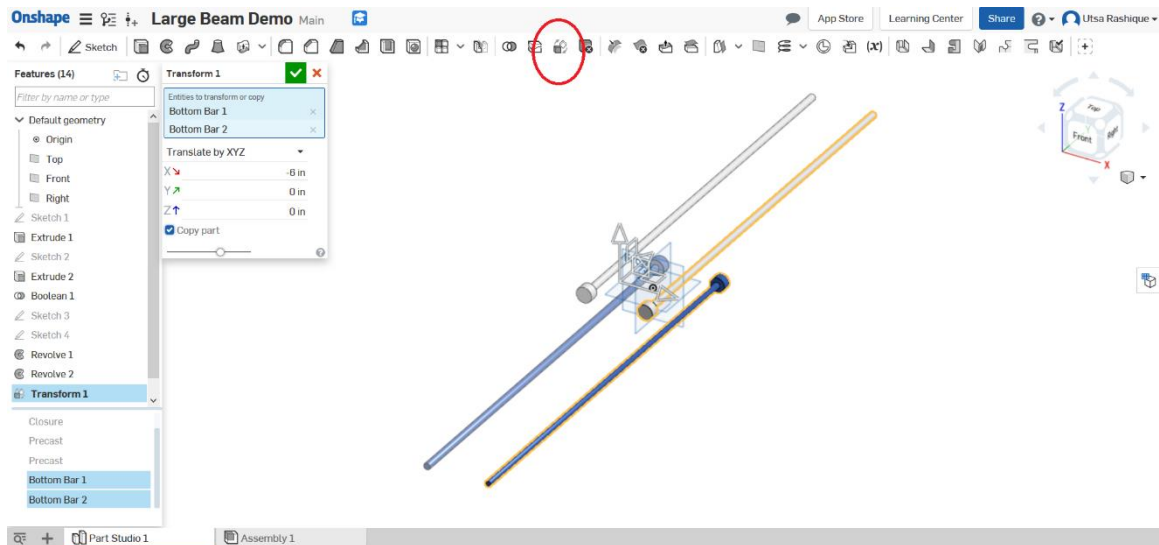 Onshape Large Beam Demo Main App Store Learning Center Share Utsa Rashique
Sketch (x)
Features (14)
Filter by name or type
Default geometry
Origin
Top
Front
Right
Sketch 1
Extrude 1
Sketch 2
Extrude 2
Boolean 1
Sketch 3
Sketch 4
Revolve 1
Revolve 2
Transform 1
Closure
Precast
Precast
Bottom Bar 1
Bottom Bar 2
Transform 1
Entities to transform or copy
Bottom Bar 1
Bottom Bar 2
Translate by XYZ
X -6 in
Y 0 in
Z 0 in
Copy part
Z
Top
Front Right
X
Part Studio 1 Assembly 1